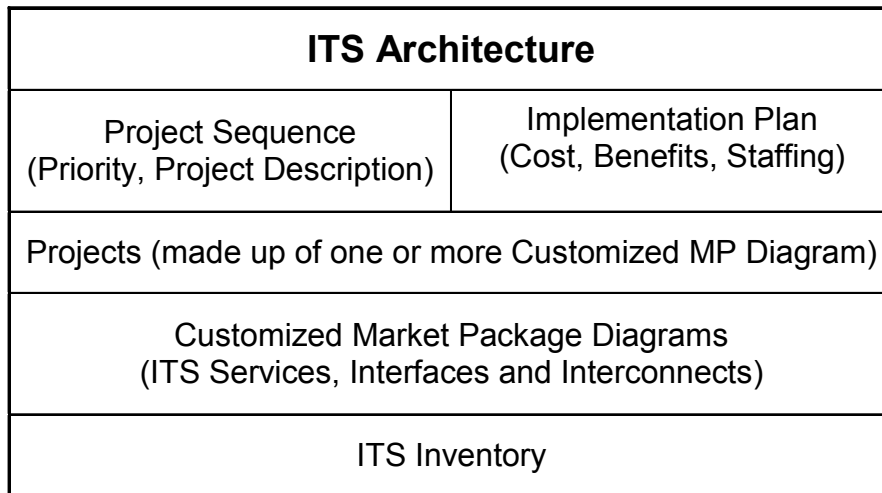 ITS Architecture
Project Sequence
(Priority, Project Description)
Implementation Plan
(Cost, Benefits, Staffing)
Projects (made up of one or more Customized MP Diagram)
Customized Market Package Diagrams
(ITS Services, Interfaces and Interconnects)
ITS Inventory